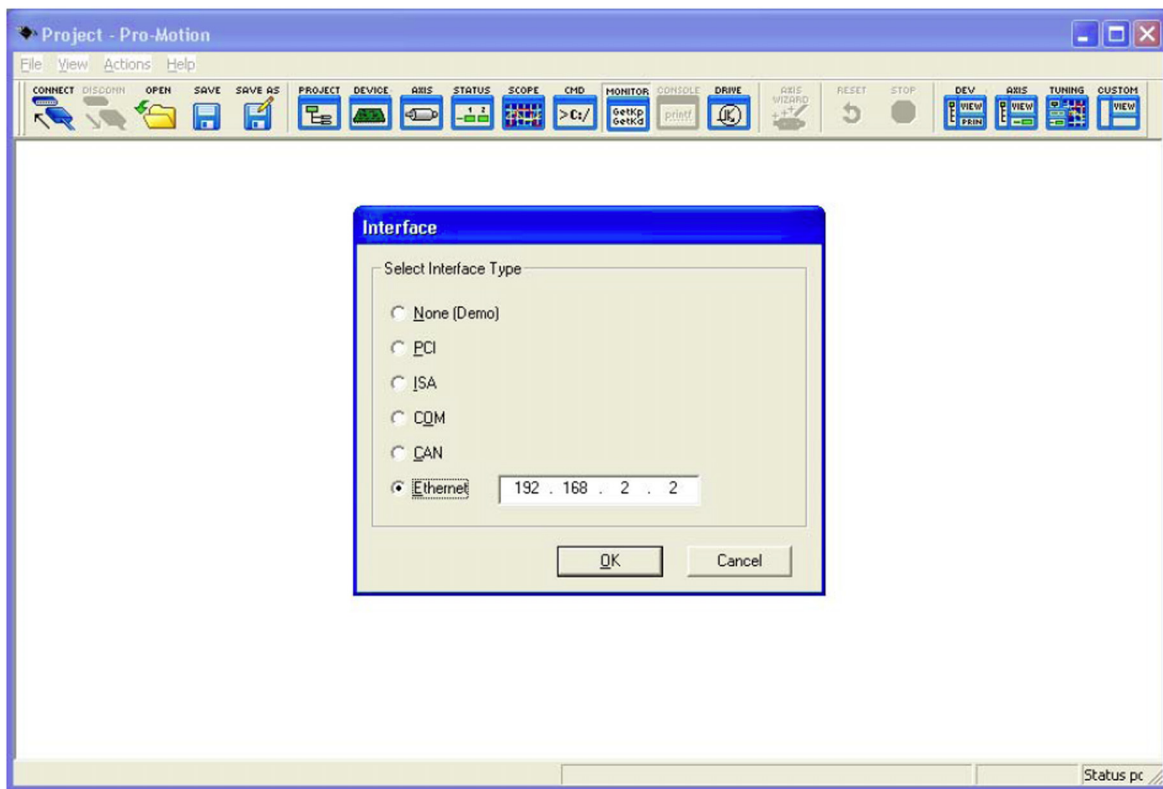 Project - Pro-Motion
File View Actions Help
CONNECT DISCONN OPEN SAVE SAVE AS PROJECT DEVICE AXIS STATUS SCOPE CMD MONITOR CONSOLE DRIVE AXIS WIZARD RESET STOP DEV AXIS TUNING CUSTOM
1 2 >C:/ GetKp GetKd printf VIEW PRIN VIEW VIEW
Interface
Select Interface Type
None (Demo)
PCI
ISA
COM
CAN
Ethernet 192 . 168 . 2 . 2
OK Cancel
Status pc